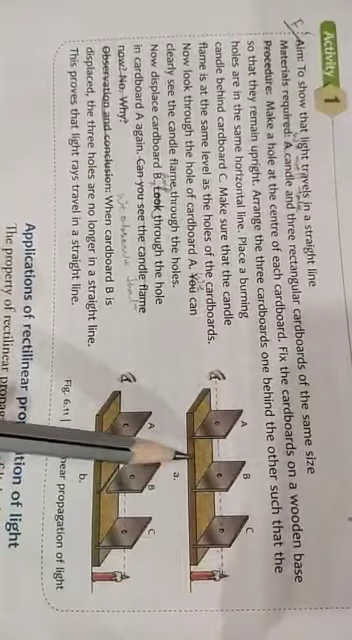 Activity 1
Aim: To show that light travels in a straight line
Materials required: A candle and three rectangular cardboards of the same size
Procedure: Make a hole at the centre of each cardboard. Fix the cardboards on a wooden base
so that they remain upright. Arrange the three cardboards one behind the other such that the
holes are in the same horizontal line. Place a burning
candle behind cardboard C. Make sure that the candle
flame is at the same level as the holes of the cardboards.
Now look through the hole of cardboard A. You can
clearly see the candle flame through the holes.
Now displace cardboard B. Look through the hole
in cardboard A again. Can you see the candle flame
now? No. Why?
Observation and conclusion: When cardboard B is
displaced, the three holes are no longer in a straight line.
This proves that light rays travel in a straight line.
A
B
C
a.
A
B
C
b.
Fig. 6.11 near propagation of light
Applications of rectilinear tion of light
The property of rectilinear